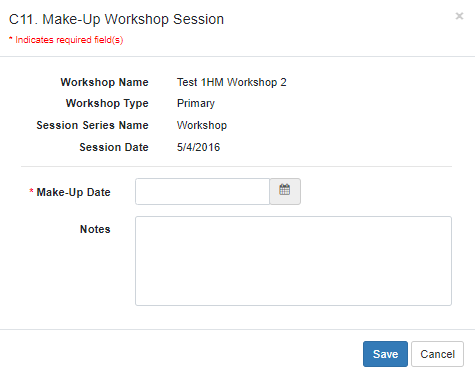 C11. Make-Up Workshop Session ×
* Indicates required field(s)
Workshop Name Test 1HM Workshop 2
Workshop Type Primary
Session Series Name Workshop
Session Date 5/4/2016
* Make-Up Date
Notes
Save Cancel